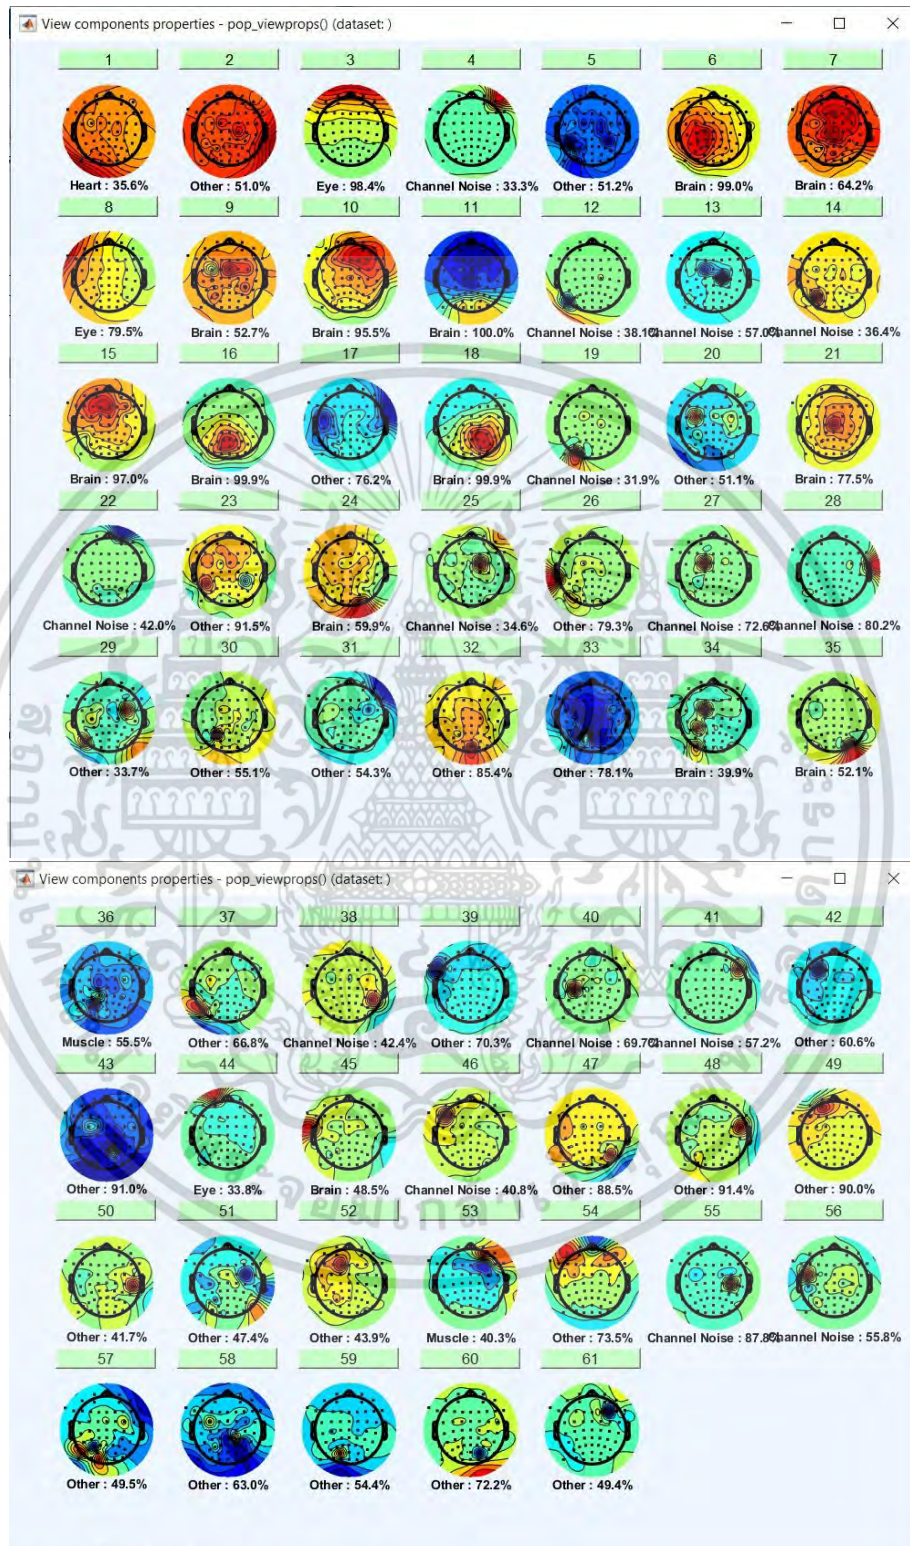 View components properties - pop_viewprops() (dataset: )
1 2 3 4 5 6 7
Heart : 35.6% Other : 51.0% Eye : 98.4% Channel Noise : 33.3% Other : 51.2% Brain : 99.0% Brain : 64.2%
8 9 10 11 12 13 14
Eye : 79.5% Brain : 52.7% Brain : 95.5% Brain : 100.0% Channel Noise : 38.1% Channel Noise : 57.0% Channel Noise : 36.4%
15 16 17 18 19 20 21
Brain : 97.0% Brain : 99.9% Other : 76.2% Brain : 99.9% Channel Noise : 31.9% Other : 51.1% Brain : 77.5%
22 23 24 25 26 27 28
Channel Noise : 42.0% Other : 91.5% Brain : 59.9% Channel Noise : 34.6% Other : 79.3% Channel Noise : 72.6% Channel Noise : 80.2%
29 30 31 32 33 34 35
Other : 33.7% Other : 55.1% Other : 54.3% Other : 85.4% Other : 78.1% Brain : 39.9% Brain : 52.1%
View components properties - pop_viewprops() (dataset: )
36 37 38 39 40 41 42
Muscle : 55.5% Other : 66.8% Channel Noise : 42.4% Other : 70.3% Channel Noise : 69.7% Channel Noise : 57.2% Other : 60.6%
43 44 45 46 47 48 49
Other : 91.0% Eye : 33.8% Brain : 48.5% Channel Noise : 40.8% Other : 88.5% Other : 91.4% Other : 90.0%
50 51 52 53 54 55 56
Other : 41.7% Other : 47.4% Other : 43.9% Muscle : 40.3% Other : 73.5% Channel Noise : 87.8% Channel Noise : 55.8%
57 58 59 60 61
Other : 49.5% Other : 63.0% Other : 54.4% Other : 72.2% Other : 49.4%